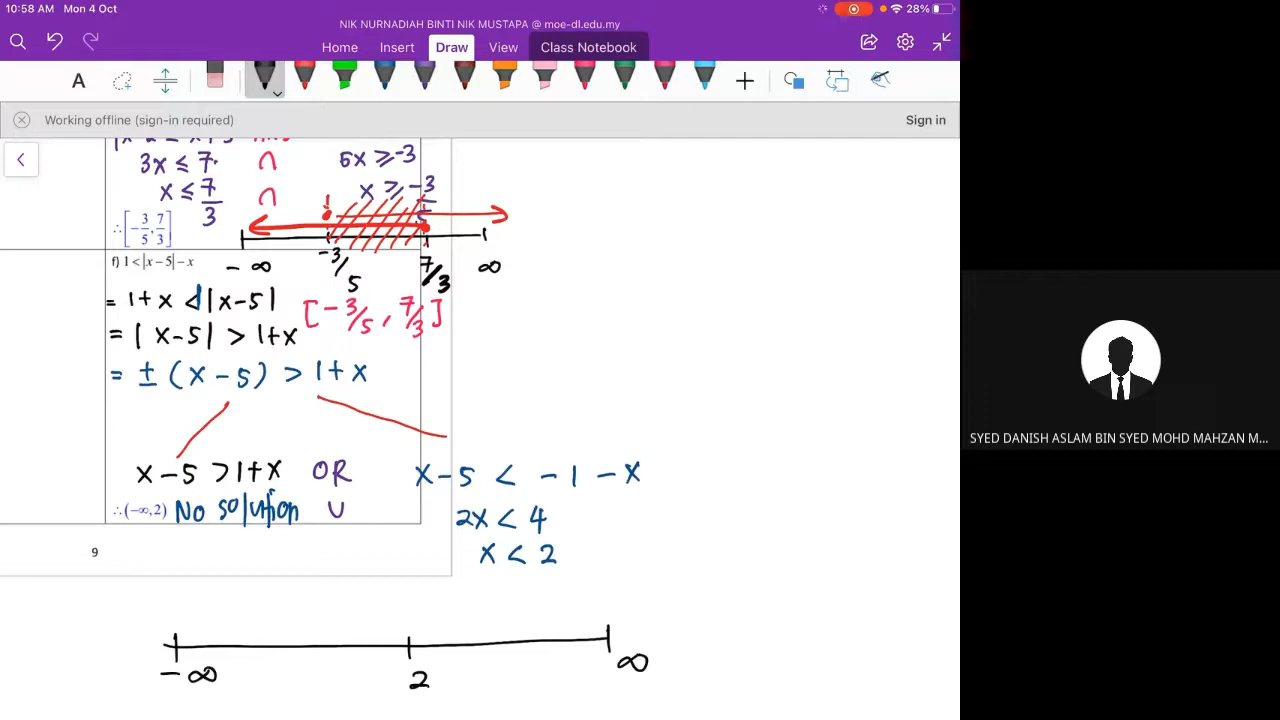 10:58 AM Mon 4 Oct
28%
NIK NURNADIAH BINTI NIK MUSTAPA @ moe-dl.edu.my
Home Insert Draw View Class Notebook
A
Working offline (sign-in required) Sign in
3x ≤ 7 ∩ 5x ≥ -3
x ≤ 7/3 ∩ x ≥ -3/5
∴[-3/5, 7/3]
-∞ -3/5 7/3 ∞
f) 1 < |x-5| - x
= 1+x < |x-5| [-3/5, 7/3]
= |x-5| > 1+x
= ± (x-5) > 1+x
x-5 > 1+x OR x-5 < -1-x
∴(-∞,2) No solution U 2x < 4
x < 2
9
-∞ 2 ∞
SYED DANISH ASLAM BIN SYED MOHD MAHZAN M...